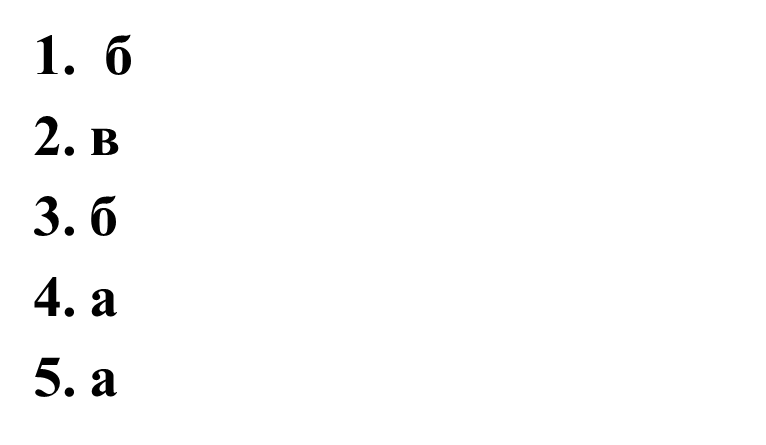 1.  б
2. в
3. б
4. а
5. а